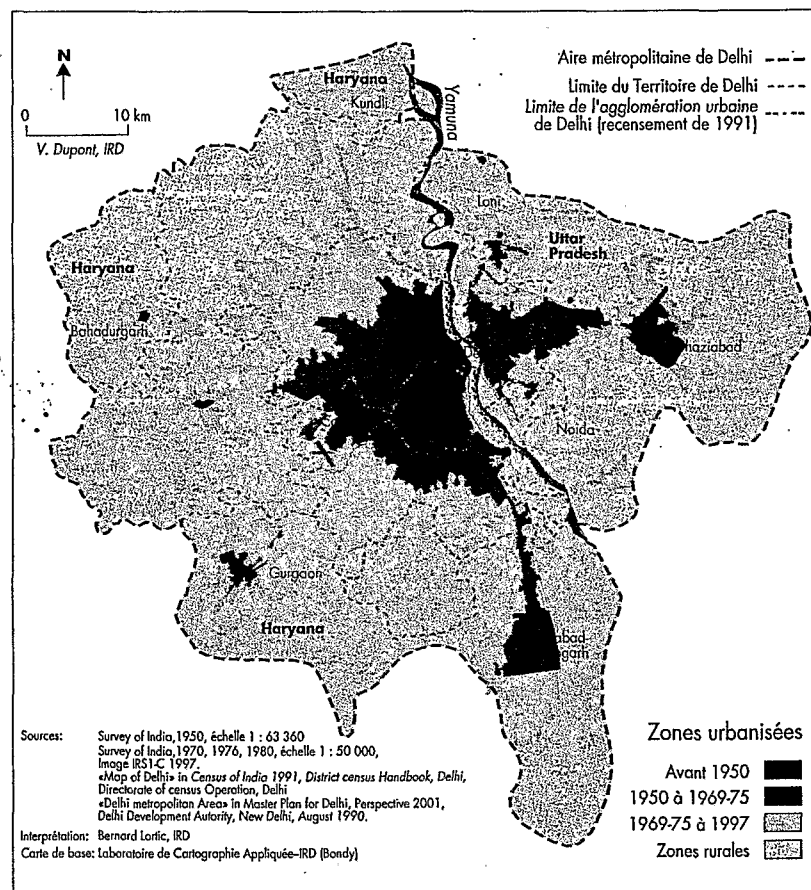 N
0 10 km
V. Dupont, IRD
Aire métropolitaine de Delhi
Limite du Territoire de Delhi
Limite de l'agglomération urbaine
de Delhi (recensement de 1991)
Haryana
Kundli
Yamuna
Loni
Uttar
Pradesh
Haryana
Bahadurgarh
haziabad
Noida
Gurgaon
Haryana
abad-
garh
Sources: Survey of India,1950, échelle 1 : 63 360
Survey of India,1970, 1976, 1980, échelle 1 : 50 000,
Image IRS1-C 1997.
«Map of Delhi» in Census of India 1991, District census Handbook, Delhi,
Directorate of census Operation, Delhi
«Delhi metropolitan Area» in Master Plan for Delhi, Perspective 2001,
Delhi Development Autority, New Delhi, August 1990.
Interprétation: Bernard Lortic, IRD
Carte de base: Laboratoire de Cartographie Appliquée–IRD (Bondy)
Zones urbanisées
Avant 1950
1950 à 1969-75
1969-75 à 1997
Zones rurales